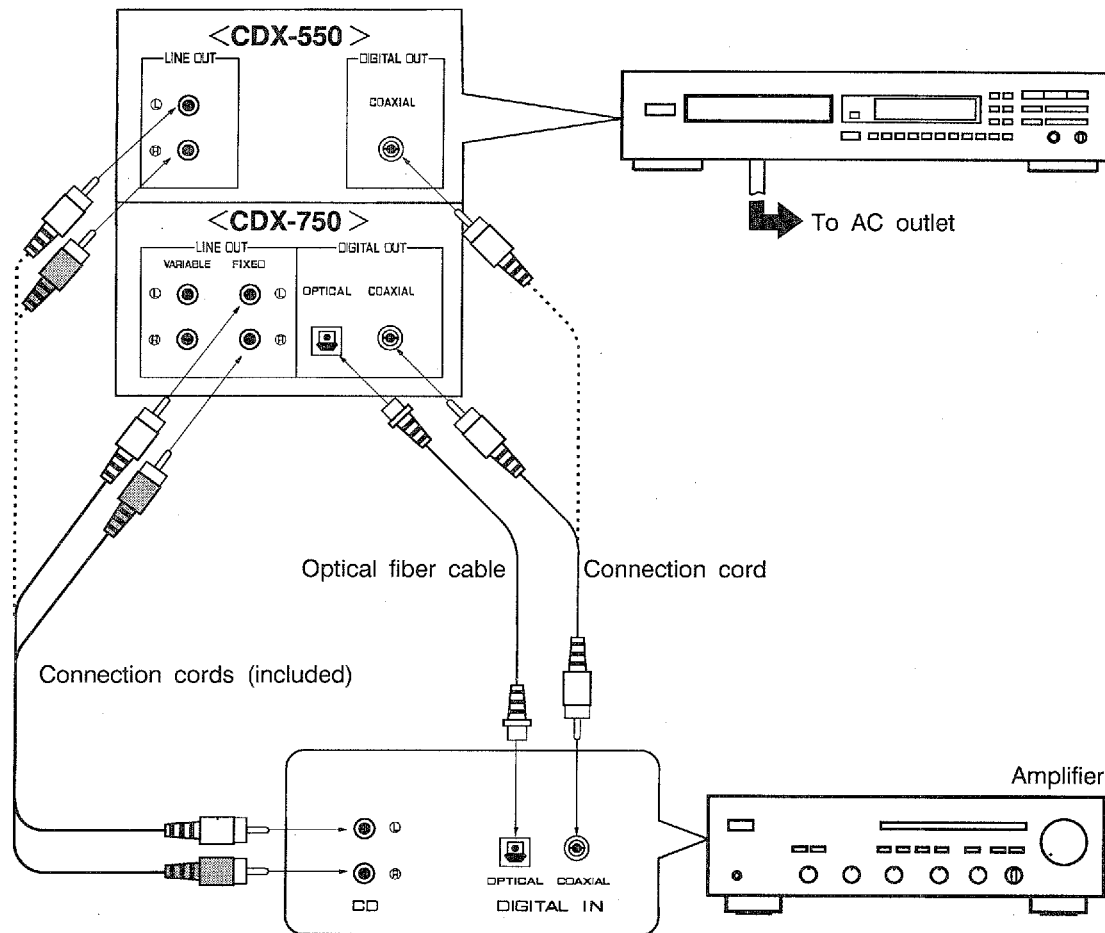 <CDX-550>
LINE OUT
DIGITAL OUT
L
COAXIAL
R
<CDX-750>
LINE OUT
DIGITAL OUT
VARIABLE
FIXED
L
L
OPTICAL
COAXIAL
R
R
To AC outlet
Optical fiber cable
Connection cord
Connection cords (included)
Amplifier
L
R
OPTICAL
COAXIAL
CD
DIGITAL IN